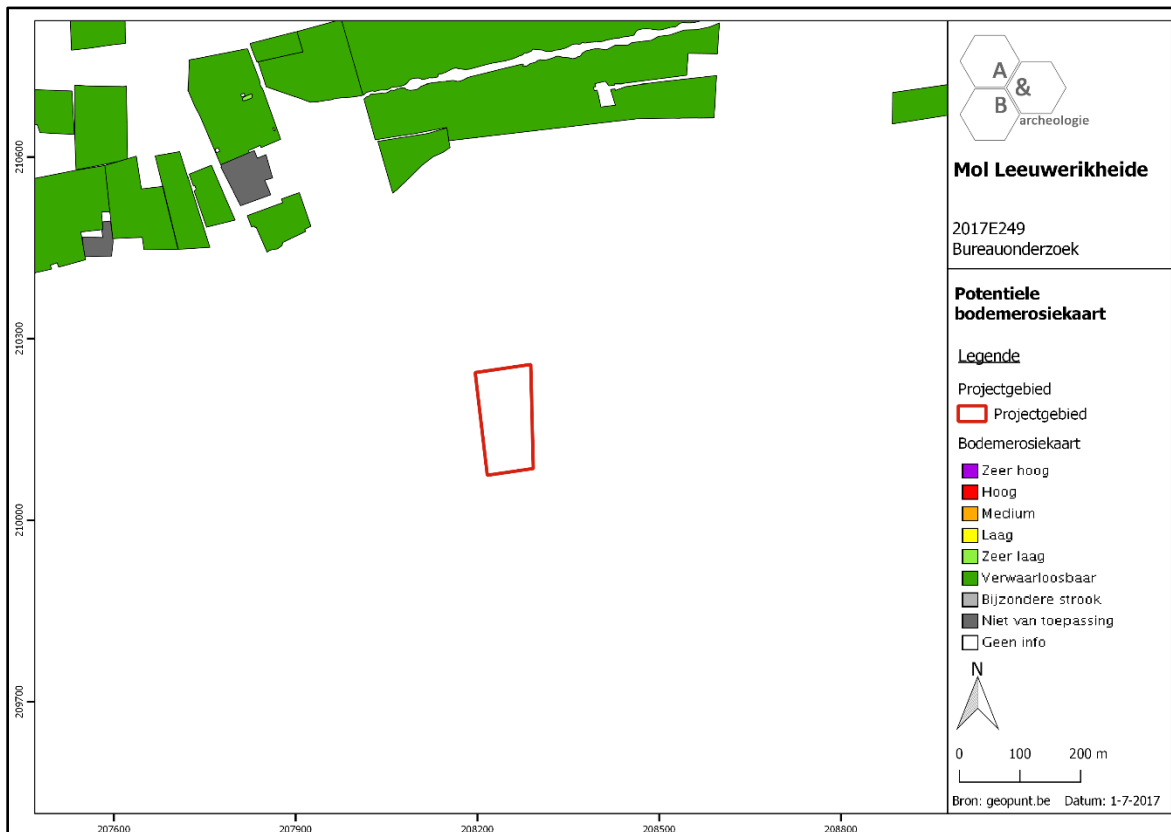 A
&
B
archeologie
Mol Leeuwerikheide
2017E249
Bureauonderzoek
Potentiele
bodemerosiekaart
Legende
Projectgebied
Projectgebied
Bodemerosiekaart
Zeer hoog
Hoog
Medium
Laag
Zeer laag
Verwaarloosbaar
Bijzondere strook
Niet van toepassing
Geen info
N
0 100 200 m
Bron: geopunt.be Datum: 1-7-2017
210600
210300
210000
209700
207600 207900 208200 208500 208800